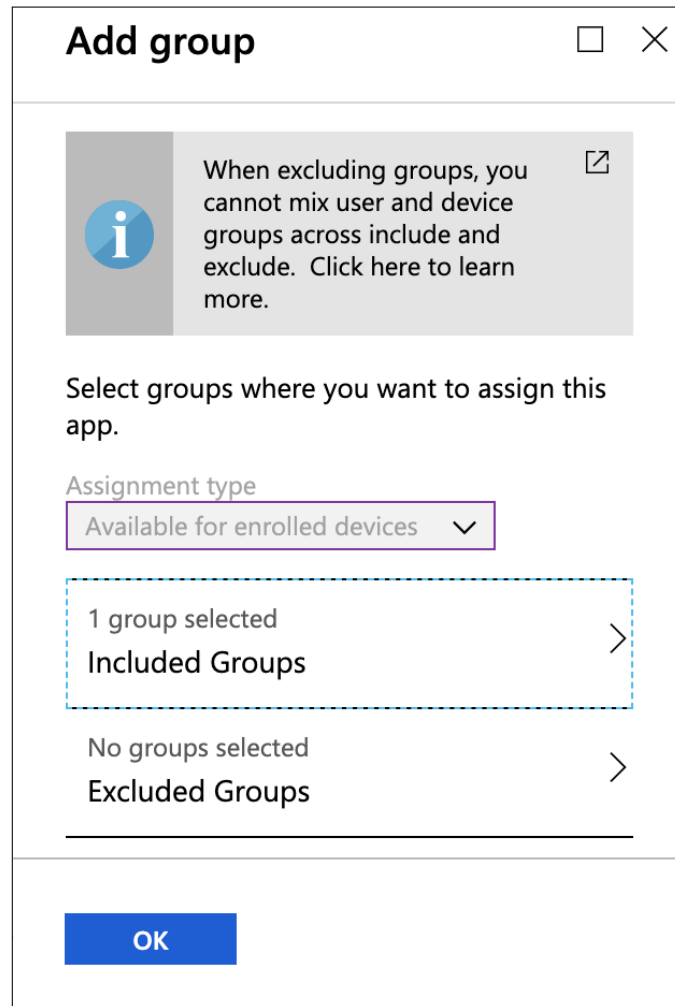 Add group
When excluding groups, you
cannot mix user and device
groups across include and
exclude. Click here to learn
more.
Select groups where you want to assign this
app.
Assignment type
Available for enrolled devices
1 group selected
Included Groups
No groups selected
Excluded Groups
OK